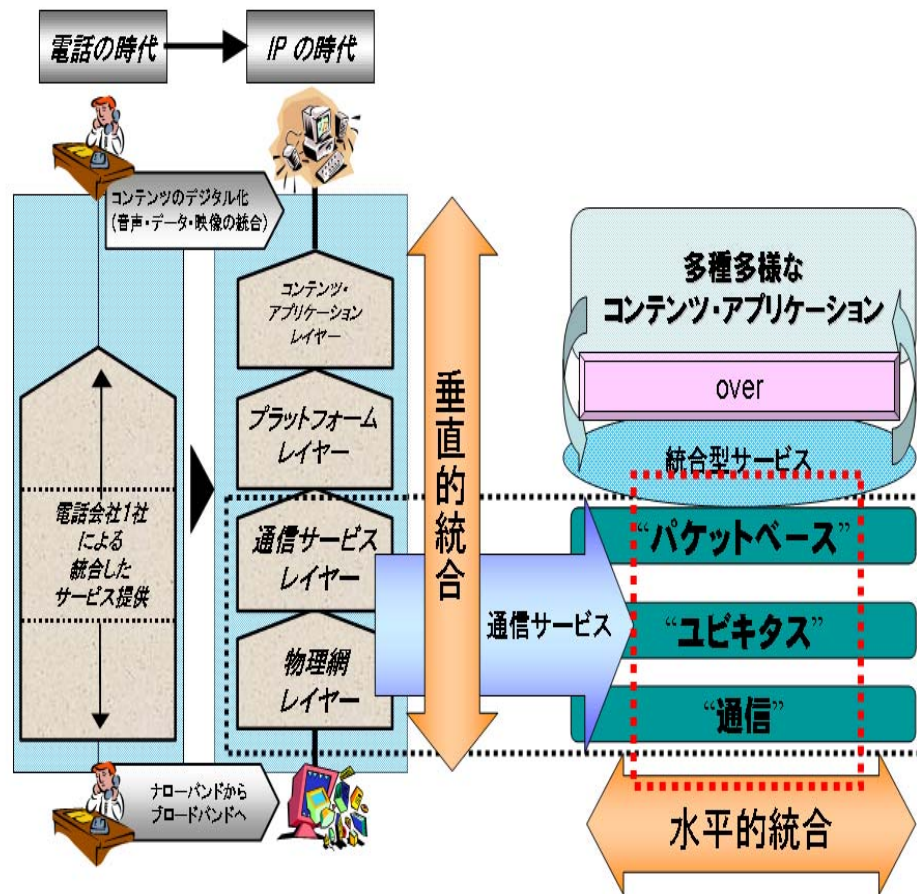 電話の時代
IP の時代
コンテンツのデジタル化
(音声・データ・映像の統合)
コンテンツ・
アプリケーション
レイヤー
プラットフォーム
レイヤー
電話会社1社
による
統合した
サービス提供
通信サービス
レイヤー
物理網
レイヤー
ナローバンドから
ブロードバンドへ
垂直的統合
通信サービス
多種多様な
コンテンツ・アプリケーション
over
統合型サービス
“パケットベース”
“ユビキタス”
“通信”
水平的統合